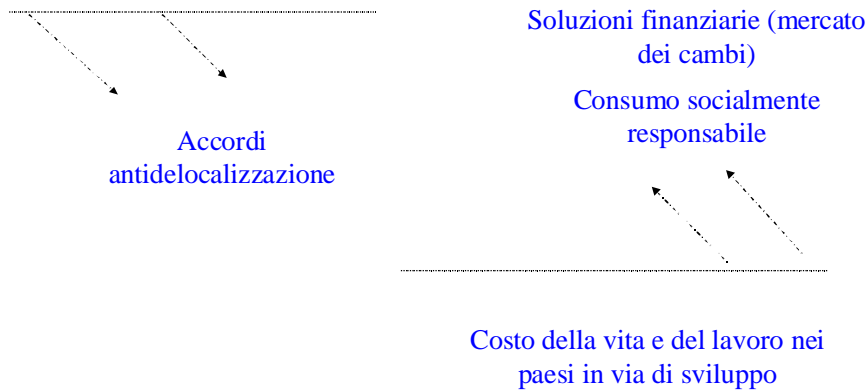 Soluzioni finanziarie (mercato
dei cambi)
Consumo socialmente
responsabile
Accordi
antidelocalizzazione
Costo della vita e del lavoro nei
paesi in via di sviluppo